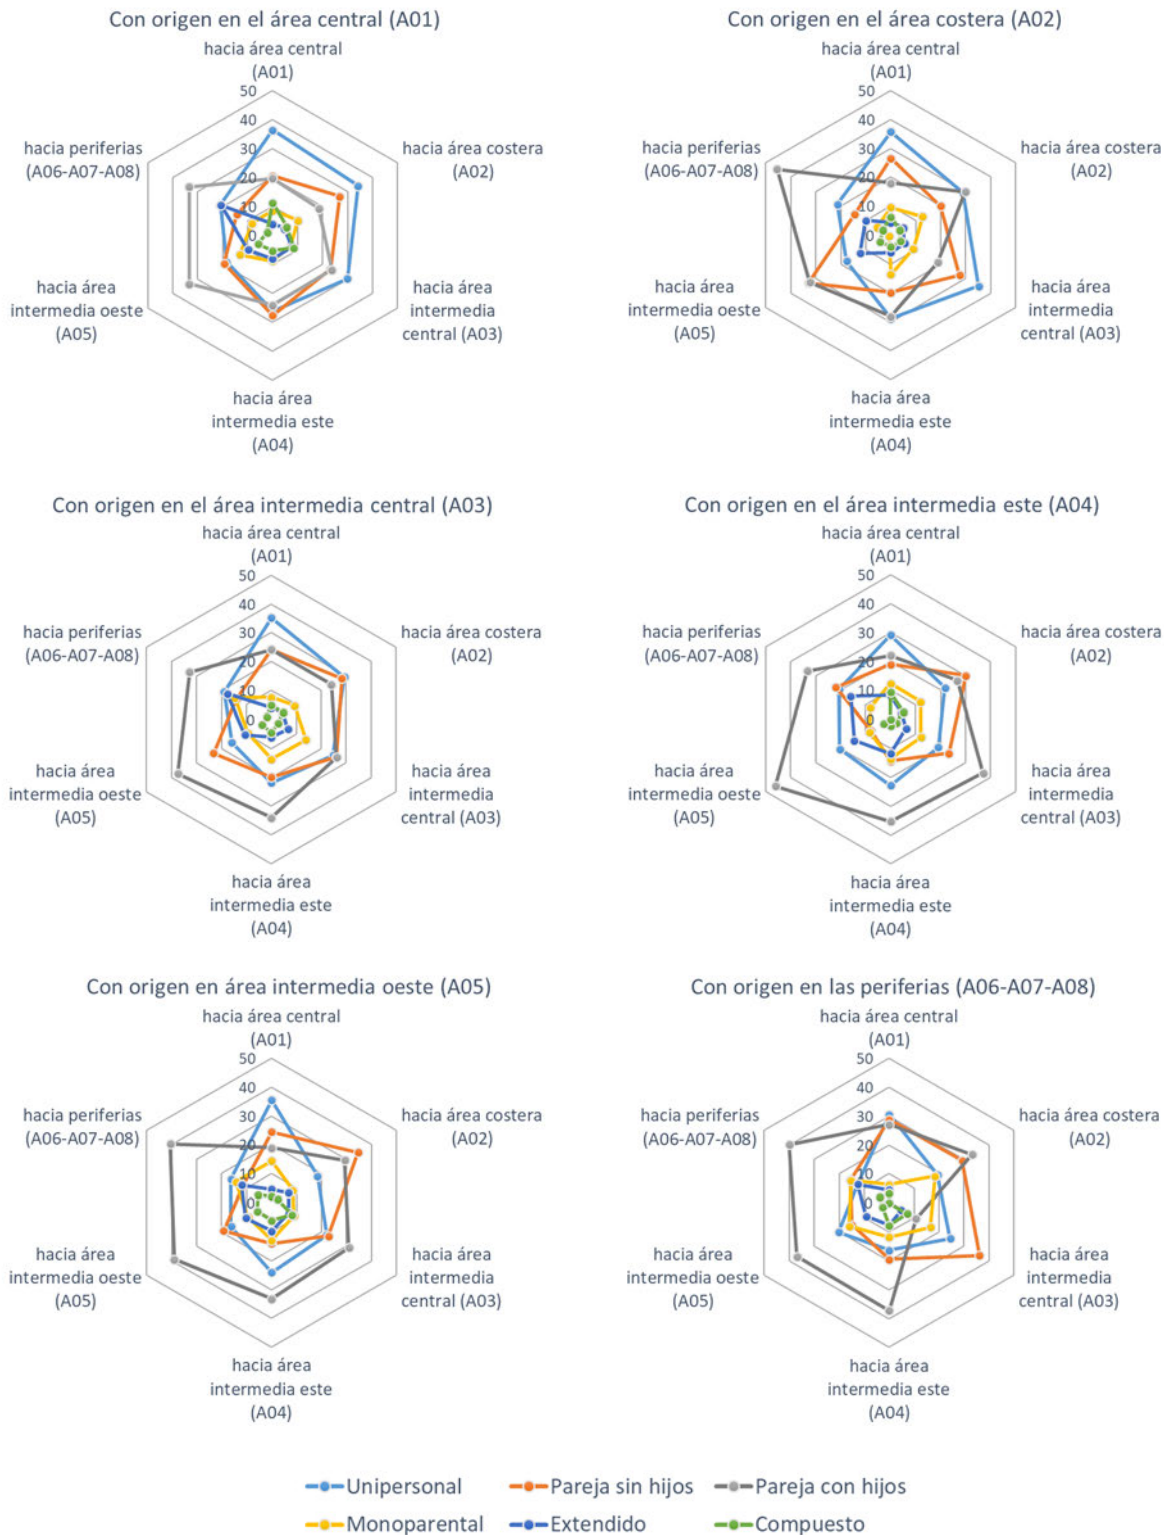 Con origen en el área central (A01)
hacia área central
(A01)
50
40
30
20
10
0
hacia área costera
(A02)
hacia área
intermedia
central (A03)
hacia área
intermedia este
(A04)
hacia área
intermedia oeste
(A05)
hacia periferias
(A06-A07-A08)
Con origen en el área costera (A02)
hacia área central
(A01)
50
40
30
20
10
0
hacia área costera
(A02)
hacia área
intermedia
central (A03)
hacia área
intermedia este
(A04)
hacia área
intermedia oeste
(A05)
hacia periferias
(A06-A07-A08)
Con origen en el área intermedia central (A03)
hacia área central
(A01)
50
40
30
20
10
0
hacia área costera
(A02)
hacia área
intermedia
central (A03)
hacia área
intermedia este
(A04)
hacia área
intermedia oeste
(A05)
hacia periferias
(A06-A07-A08)
Con origen en el área intermedia este (A04)
hacia área central
(A01)
50
40
30
20
10
0
hacia área costera
(A02)
hacia área
intermedia
central (A03)
hacia área
intermedia este
(A04)
hacia área
intermedia oeste
(A05)
hacia periferias
(A06-A07-A08)
Con origen en área intermedia oeste (A05)
hacia área central
(A01)
50
40
30
20
10
0
hacia área costera
(A02)
hacia área
intermedia
central (A03)
hacia área
intermedia este
(A04)
hacia área
intermedia oeste
(A05)
hacia periferias
(A06-A07-A08)
Con origen en las periferias (A06-A07-A08)
hacia área central
(A01)
50
40
30
20
10
0
hacia área costera
(A02)
hacia área
intermedia
central (A03)
hacia área
intermedia este
(A04)
hacia área
intermedia oeste
(A05)
hacia periferias
(A06-A07-A08)
Unipersonal
Pareja sin hijos
Pareja con hijos
Monoparental
Extendido
Compuesto